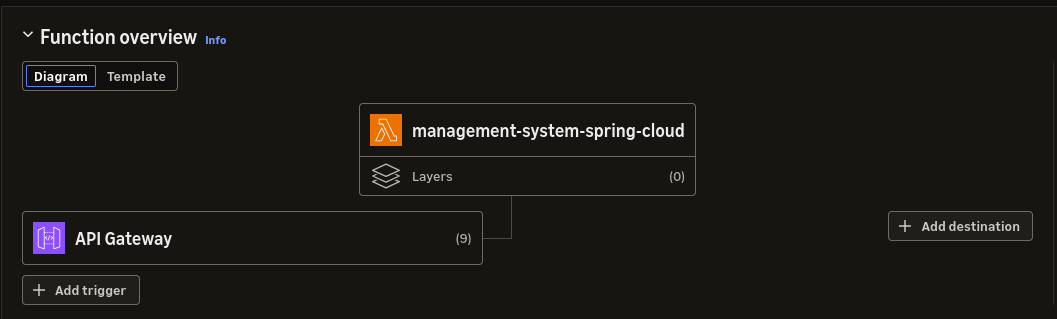 Function overview Info
Diagram Template
management-system-spring-cloud
Layers (0)
API Gateway (9)
+ Add destination
+ Add trigger